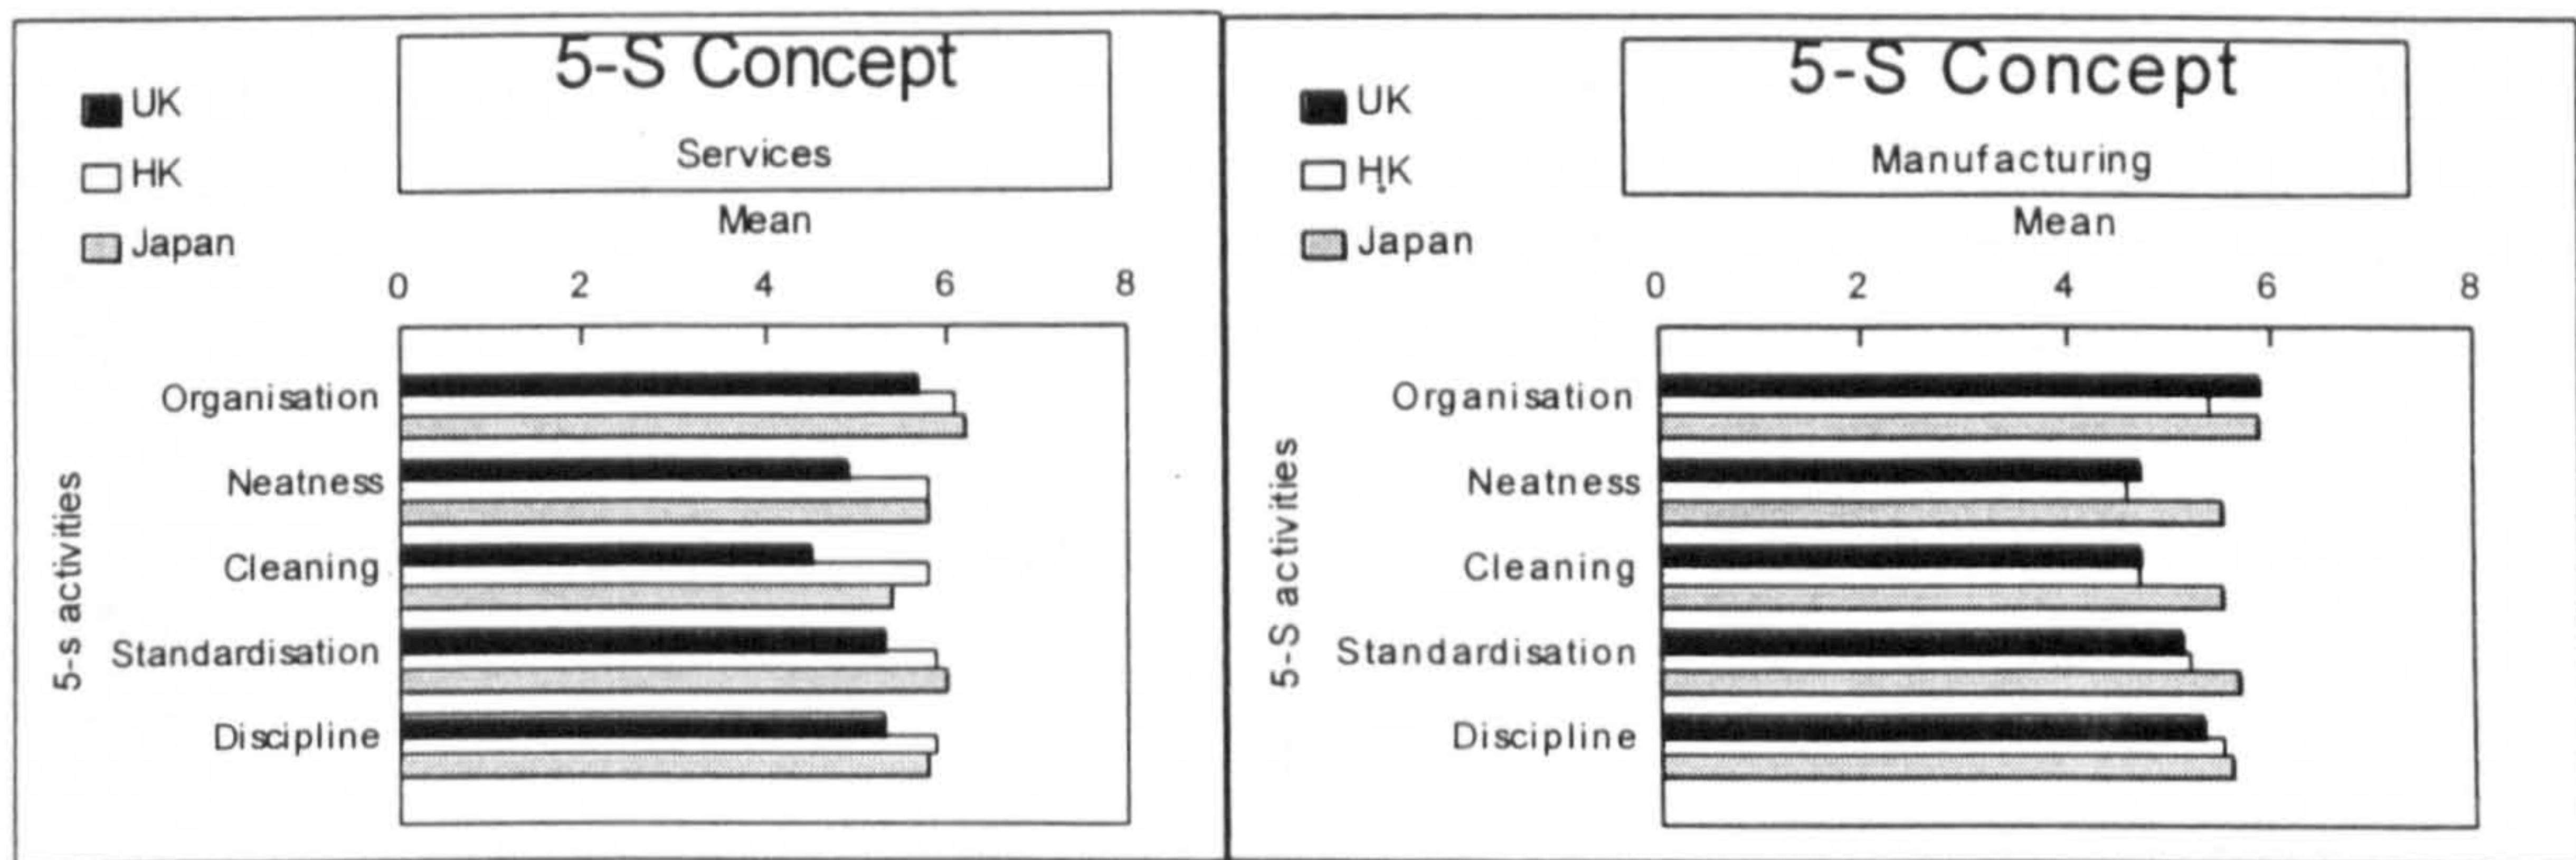 5-S Concept
Services
UK
HK
Japan
Mean
0 2 4 6 8
5-s activities
Organisation
Neatness
Cleaning
Standardisation
Discipline
5-S Concept
Manufacturing
UK
HK
Japan
Mean
0 2 4 6 8
5-S activities
Organisation
Neatness
Cleaning
Standardisation
Discipline